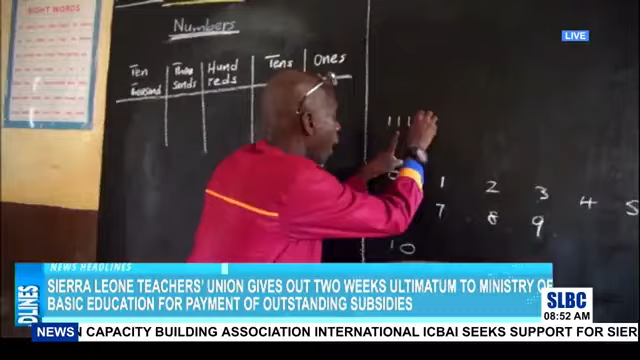 SIGHT WORDS
Numbers
Ten Thousand
Hundreds
Tens
Ones
1 2 3 4 5
7 8 9
10
LIVE
NEWS HEADLINES
SIERRA LEONE TEACHERS' UNION GIVES OUT TWO WEEKS ULTIMATUM TO MINISTRY OF
BASIC EDUCATION FOR PAYMENT OF OUTSTANDING SUBSIDIES
DLINES
SLBC
08:52 AM
NEWS
N CAPACITY BUILDING ASSOCIATION INTERNATIONAL ICBAI SEEKS SUPPORT FOR SIER